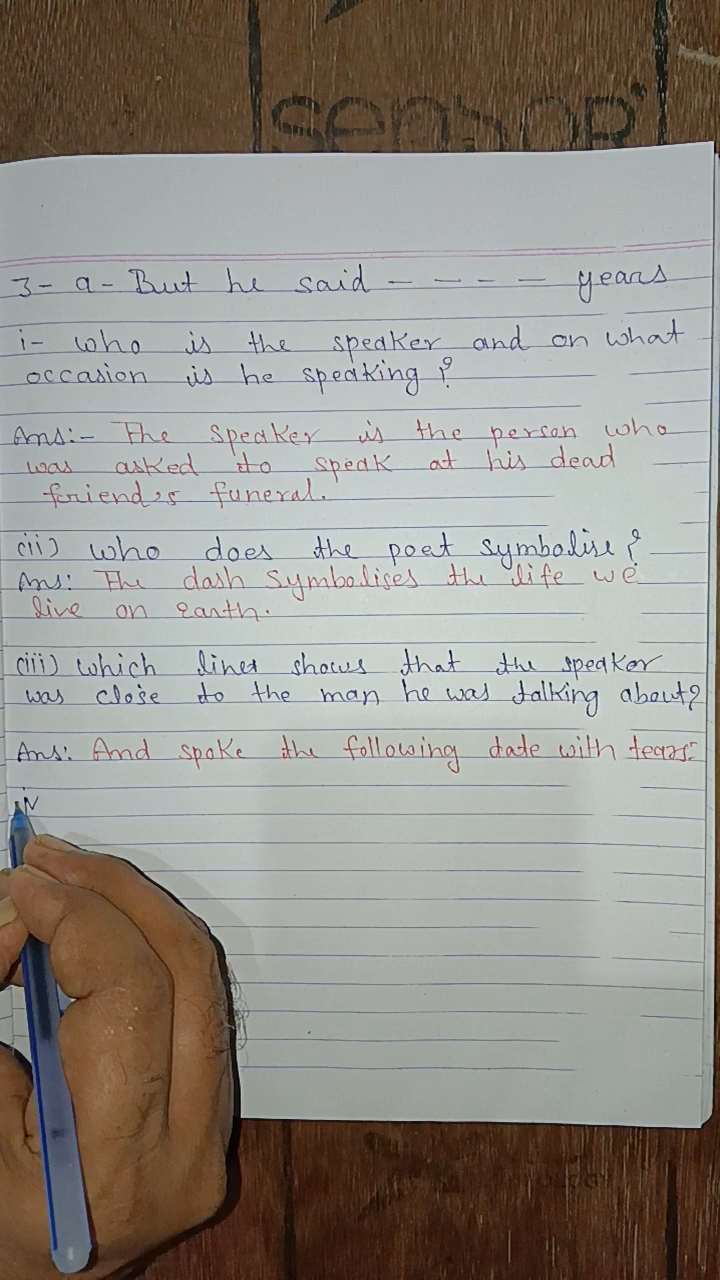 sensor
3- a- But he said - - - - years
i- who is the speaker and on what
occasion is he speaking ?
Ans:- The speaker is the person who
was asked to speak at his dead
friend's funeral.
(ii) who does the poet symbolise ?
Ans: The dash symbolises the life we
live on earth.
(iii) which lines shows that the speaker
was close to the man he was talking about?
Ans: And spoke the following date with tears.
iv